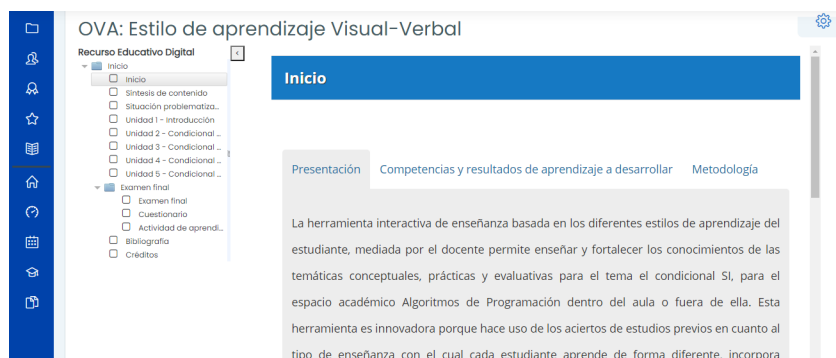 OVA: Estilo de aprendizaje Visual-Verbal
Recurso Educativo Digital
Inicio
Inicio
Síntesis de contenido
Situación problematiza...
Unidad 1 - Introducción
Unidad 2 - Condicional ...
Unidad 3 - Condicional ...
Unidad 4 - Condicional ...
Unidad 5 - Condicional ...
Examen final
Examen final
Cuestionario
Actividad de aprendi...
Bibliografía
Créditos
Inicio
Presentación Competencias y resultados de aprendizaje a desarrollar Metodología
La herramienta interactiva de enseñanza basada en los diferentes estilos de aprendizaje del
estudiante, mediada por el docente permite enseñar y fortalecer los conocimientos de las
temáticas conceptuales, prácticas y evaluativas para el tema el condicional SI, para el
espacio académico Algoritmos de Programación dentro del aula o fuera de ella. Esta
herramienta es innovadora porque hace uso de los aciertos de estudios previos en cuanto al
tipo de enseñanza con el cual cada estudiante aprende de forma diferente, incorpora